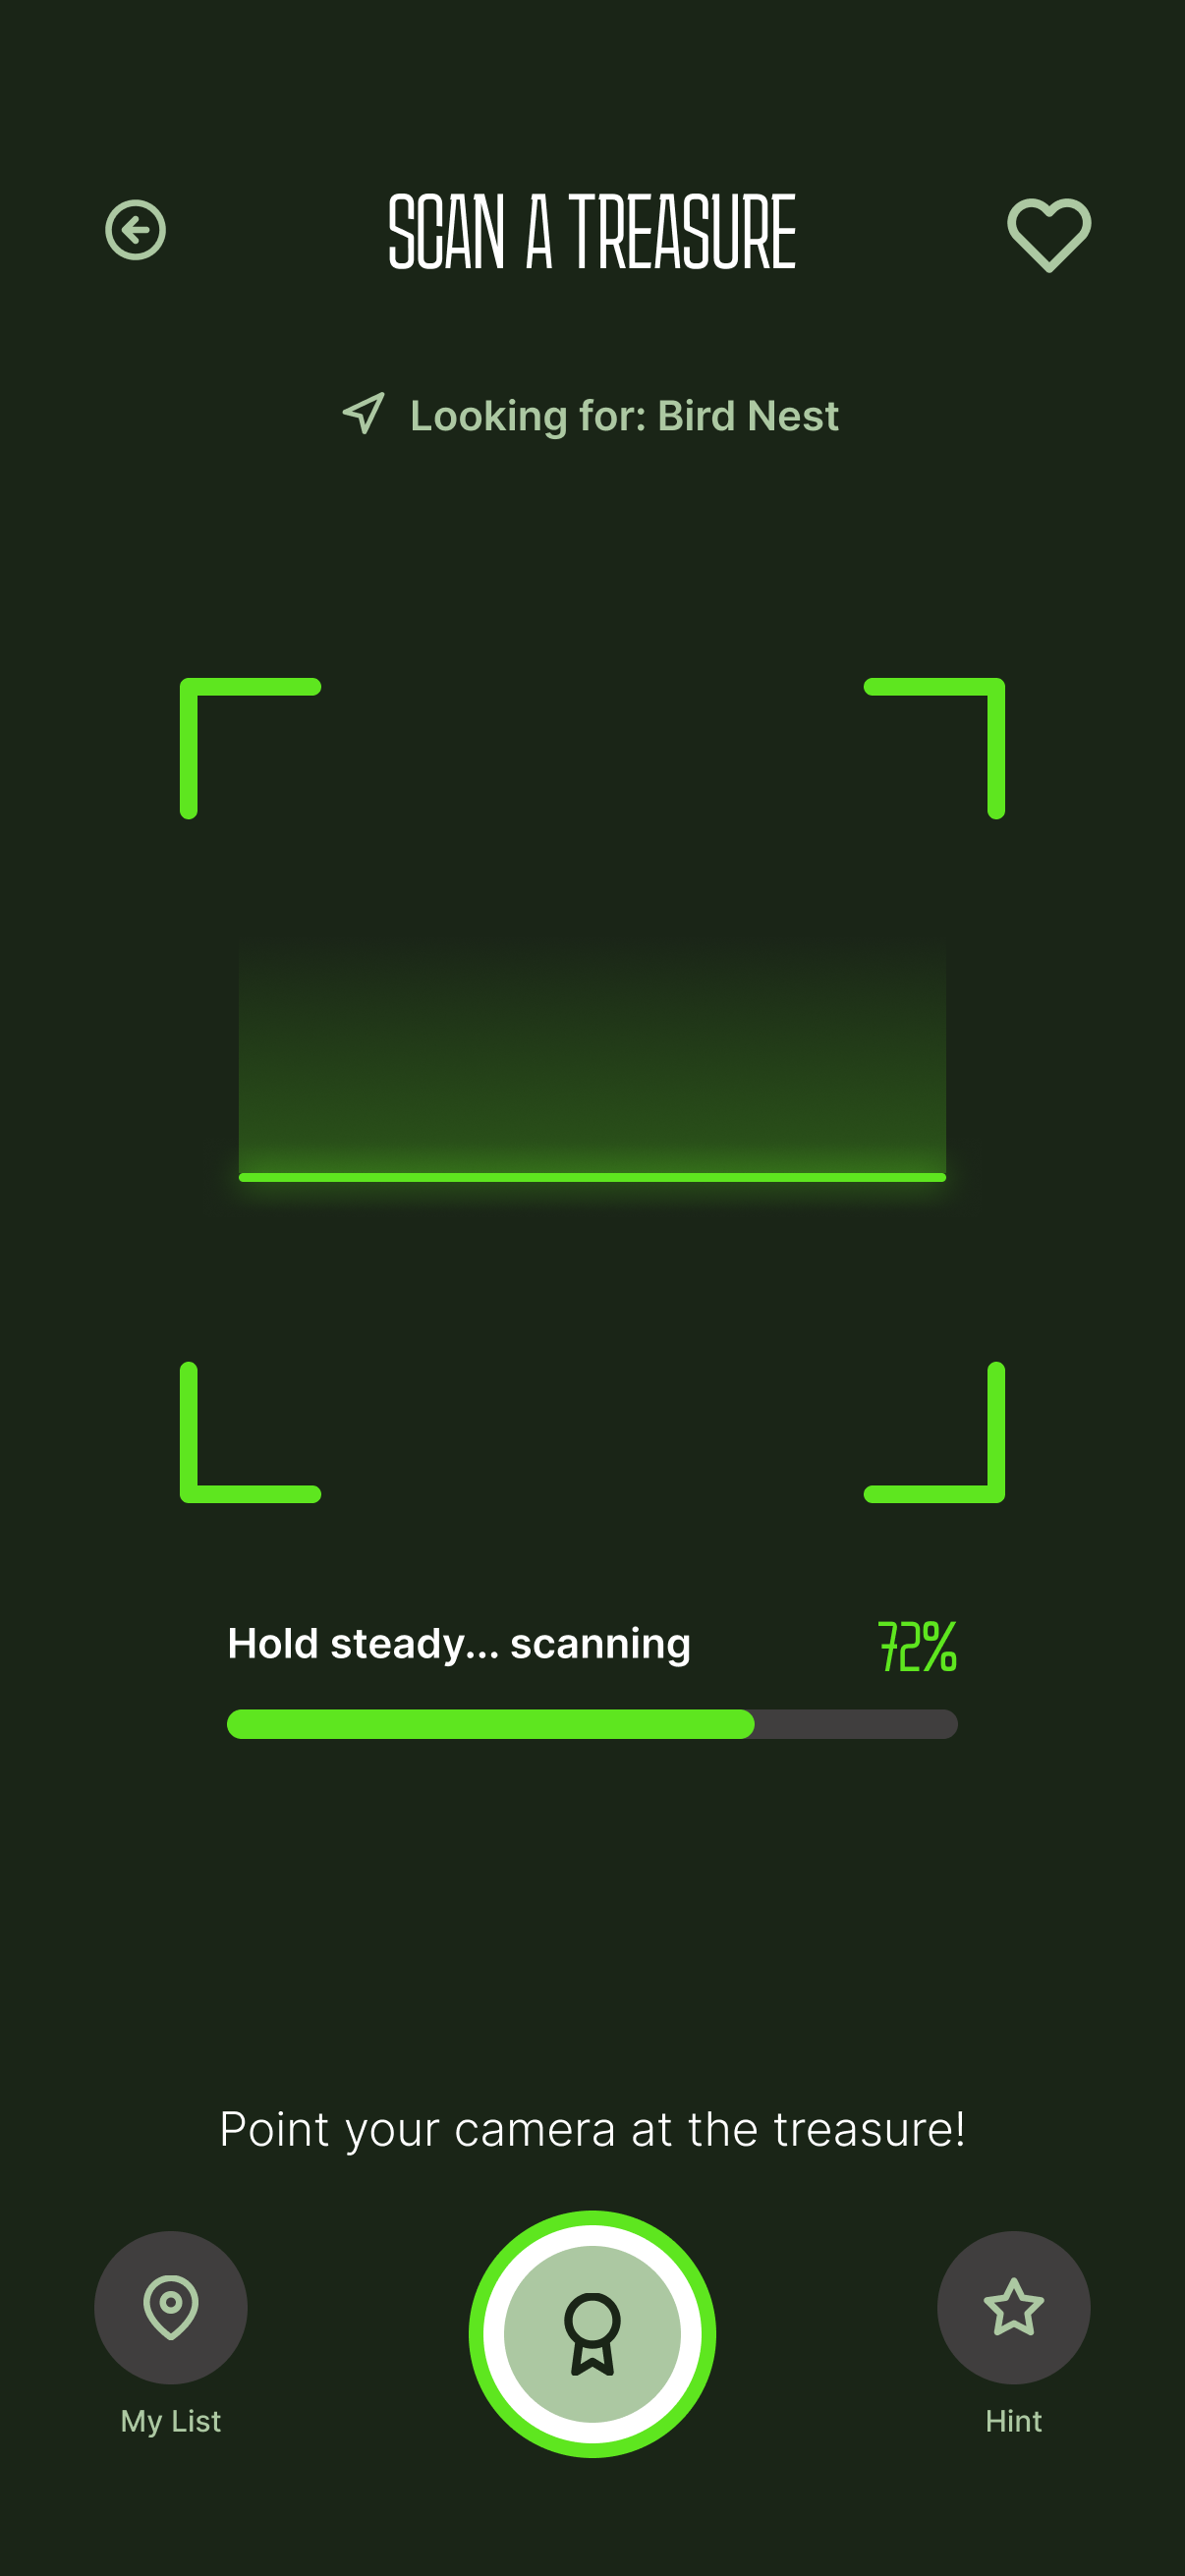 SCAN A TREASURE
Looking for: Bird Nest
Hold steady... scanning
72%
Point your camera at the treasure!
My List
Hint